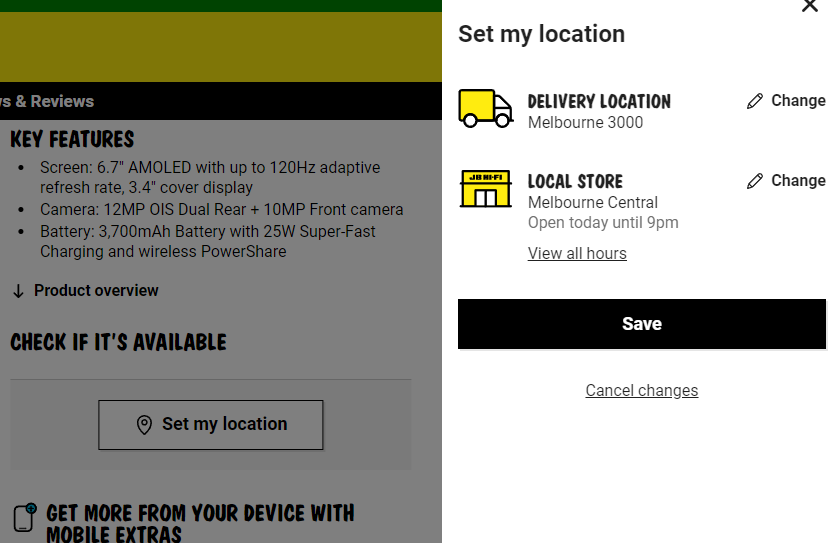 s & Reviews
KEY FEATURES
Screen: 6.7" AMOLED with up to 120Hz adaptive
refresh rate, 3.4" cover display
Camera: 12MP OIS Dual Rear + 10MP Front camera
Battery: 3,700mAh Battery with 25W Super-Fast
Charging and wireless PowerShare
Product overview
CHECK IF IT'S AVAILABLE
Set my location
GET MORE FROM YOUR DEVICE WITH
MOBILE EXTRAS
Set my location
DELIVERY LOCATION
Change
Melbourne 3000
JB HI-FI
LOCAL STORE
Change
Melbourne Central
Open today until 9pm
View all hours
Save
Cancel changes